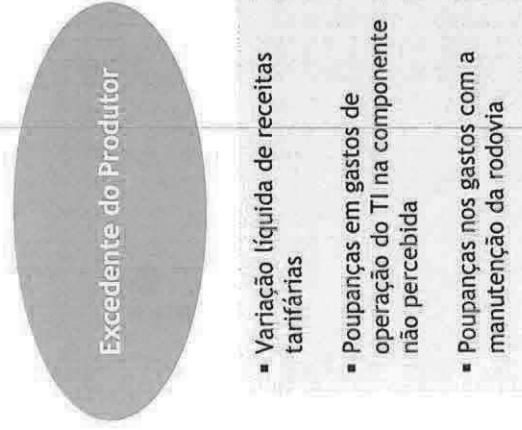 Excedente do Produtor
▪ Variação líquida de receitas
tarifárias
▪ Poupanças em gastos de
operação do TI na componente
não percebida
▪ Poupanças nos gastos com a
manutenção da rodovia